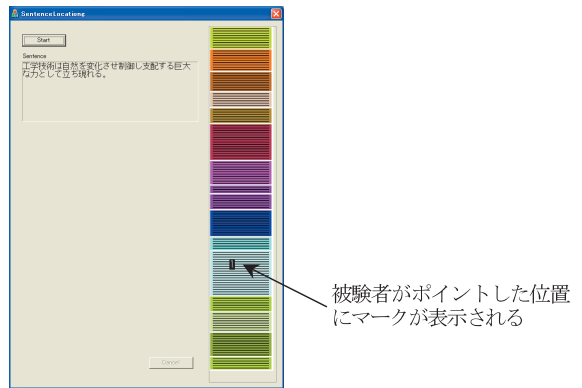 SentenceLocationg
Start
Sentence
工学技術は自然を変化させ制御し支配する巨大
な力として立ち現れる。
1
被験者がポイントした位置
にマークが表示される
Cancel